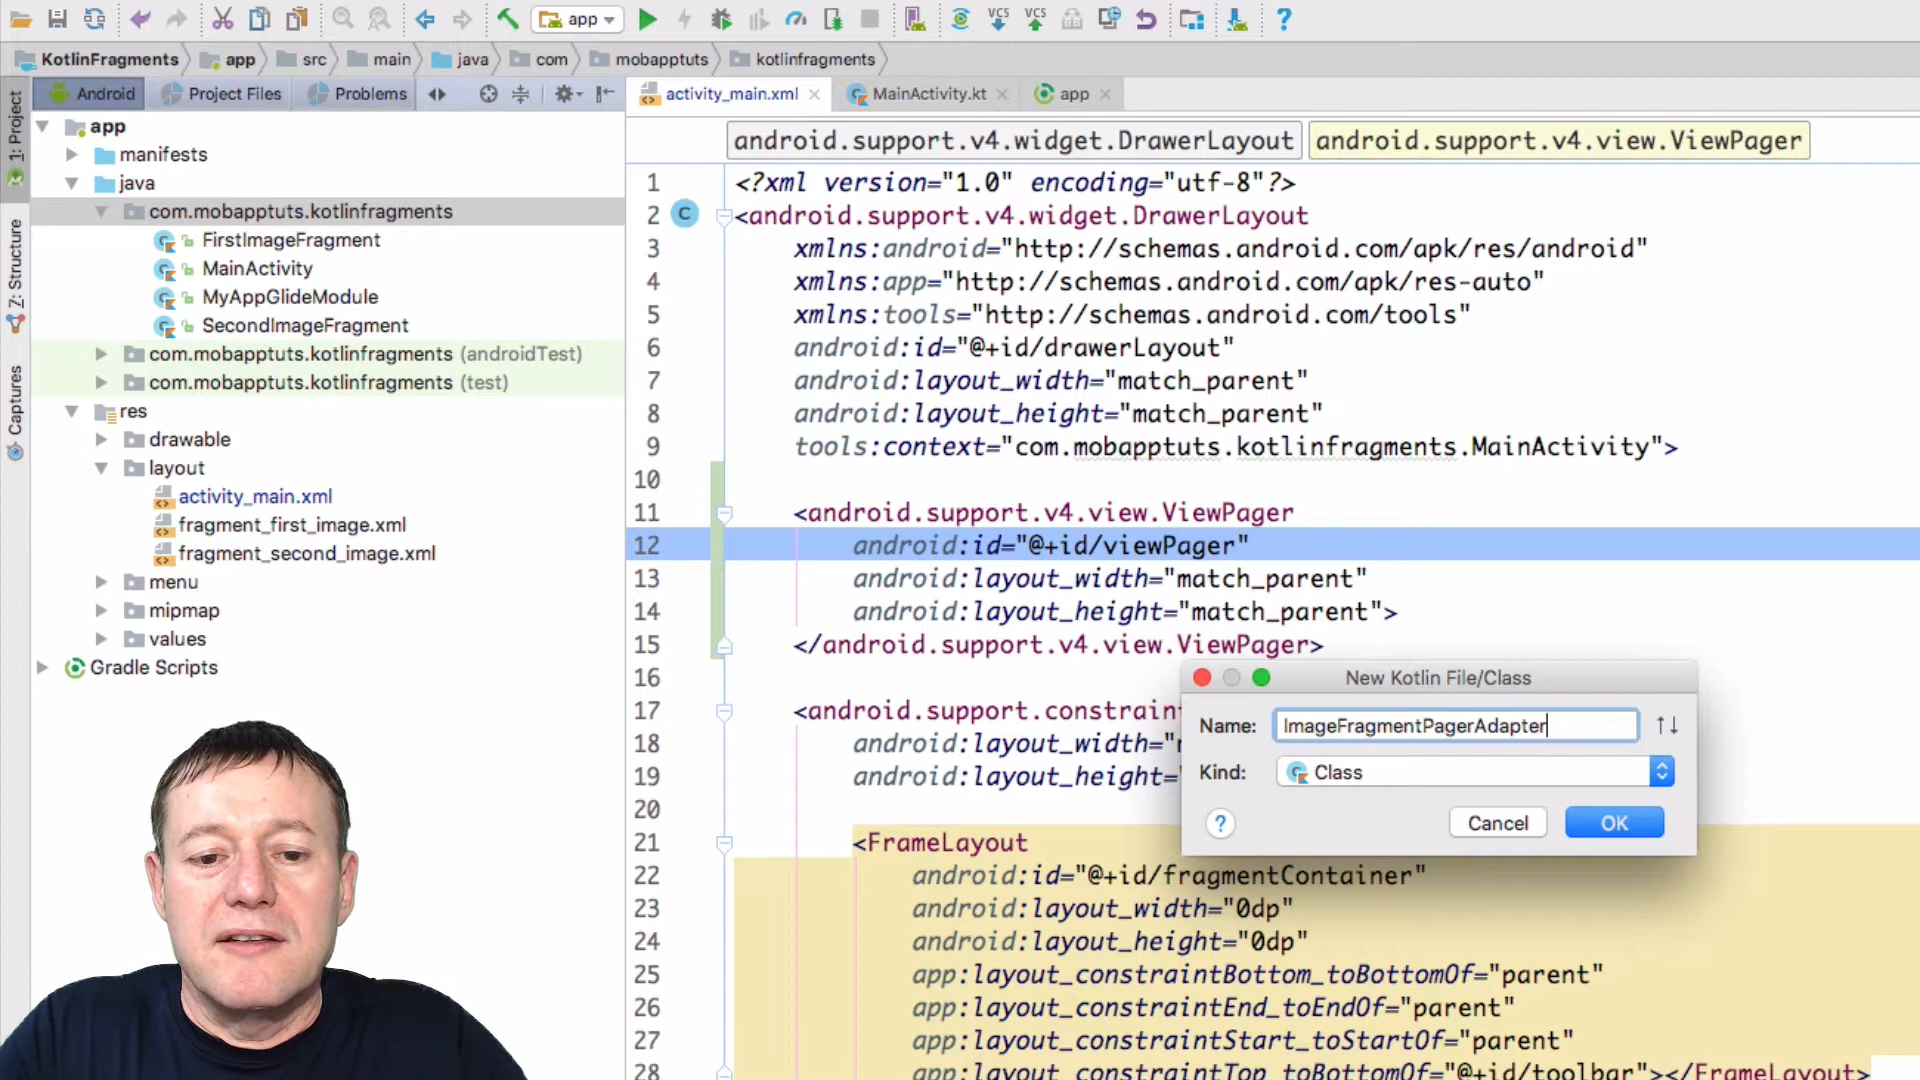 app
KotlinFragments app src main java com mobapptuts kotlinfragments
Android Project Files Problems
activity_main.xml MainActivity.kt app
1: Project
Z: Structure
Captures
app
manifests
java
com.mobapptuts.kotlinfragments
FirstImageFragment
MainActivity
MyAppGlideModule
SecondImageFragment
com.mobapptuts.kotlinfragments (androidTest)
com.mobapptuts.kotlinfragments (test)
res
drawable
layout
activity_main.xml
fragment_first_image.xml
fragment_second_image.xml
menu
mipmap
values
Gradle Scripts
android.support.v4.widget.DrawerLayout android.support.v4.view.ViewPager
1 <?xml version="1.0" encoding="utf-8"?>
2 <android.support.v4.widget.DrawerLayout
3 xmlns:android="http://schemas.android.com/apk/res/android"
4 xmlns:app="http://schemas.android.com/apk/res-auto"
5 xmlns:tools="http://schemas.android.com/tools"
6 android:id="@+id/drawerLayout"
7 android:layout_width="match_parent"
8 android:layout_height="match_parent"
9 tools:context="com.mobapptuts.kotlinfragments.MainActivity">
10
11 <android.support.v4.view.ViewPager
12 android:id="@+id/viewPager"
13 android:layout_width="match_parent"
14 android:layout_height="match_parent">
15 </android.support.v4.view.ViewPager>
16
17 <android.support.constraint
18 android:layout_width="
19 android:layout_height=
20
21 <FrameLayout
22 android:id="@+id/fragmentContainer"
23 android:layout_width="0dp"
24 android:layout_height="0dp"
25 app:layout_constraintBottom_toBottomOf="parent"
26 app:layout_constraintEnd_toEndOf="parent"
27 app:layout_constraintStart_toStartOf="parent"
28 app:layout_constraintTop_toBottomOf="@+id/toolbar"></FrameLayout>
New Kotlin File/Class
Name: ImageFragmentPagerAdapter
Kind: Class
? Cancel OK